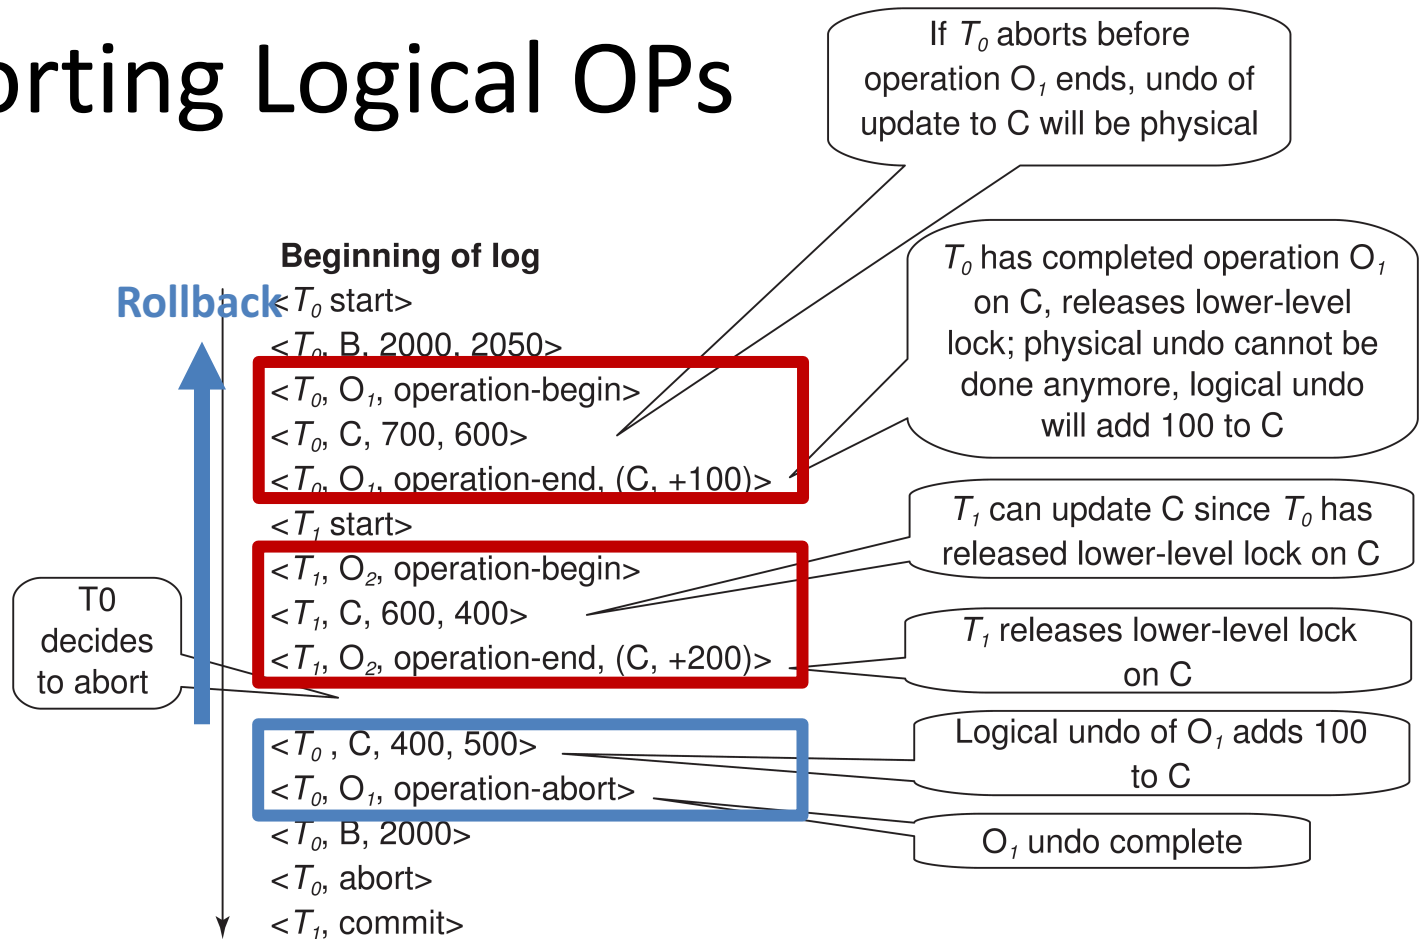 orting Logical OPs
If T0 aborts before
operation O1 ends, undo of
update to C will be physical
Beginning of log
Rollback
<T0 start>
<T0, B, 2000, 2050>
<T0, O1, operation-begin>
<T0, C, 700, 600>
<T0, O1, operation-end, (C, +100)>
T0 has completed operation O1
on C, releases lower-level
lock; physical undo cannot be
done anymore, logical undo
will add 100 to C
<T1 start>
<T1, O2, operation-begin>
<T1, C, 600, 400>
<T1, O2, operation-end, (C, +200)>
T1 can update C since T0 has
released lower-level lock on C
T1 releases lower-level lock
on C
T0
decides
to abort
<T0 , C, 400, 500>
<T0, O1, operation-abort>
Logical undo of O1 adds 100
to C
O1 undo complete
<T0, B, 2000>
<T0, abort>
<T1, commit>